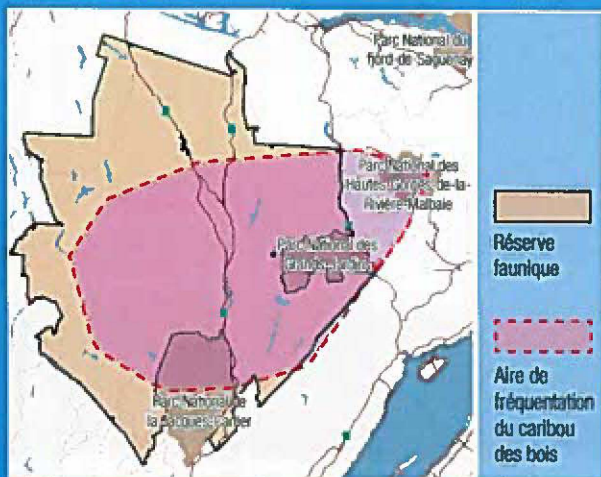 Parc National du
fjord-de Saguenay
Parc National des
Hautes-Gorges-de-la-
Rivière-Malbaie
Parc National des
Grands-Jardins
Parc National de
la Jacques-Cartier
Réserve
faunique
Aire de
fréquentation
du caribou
des bois